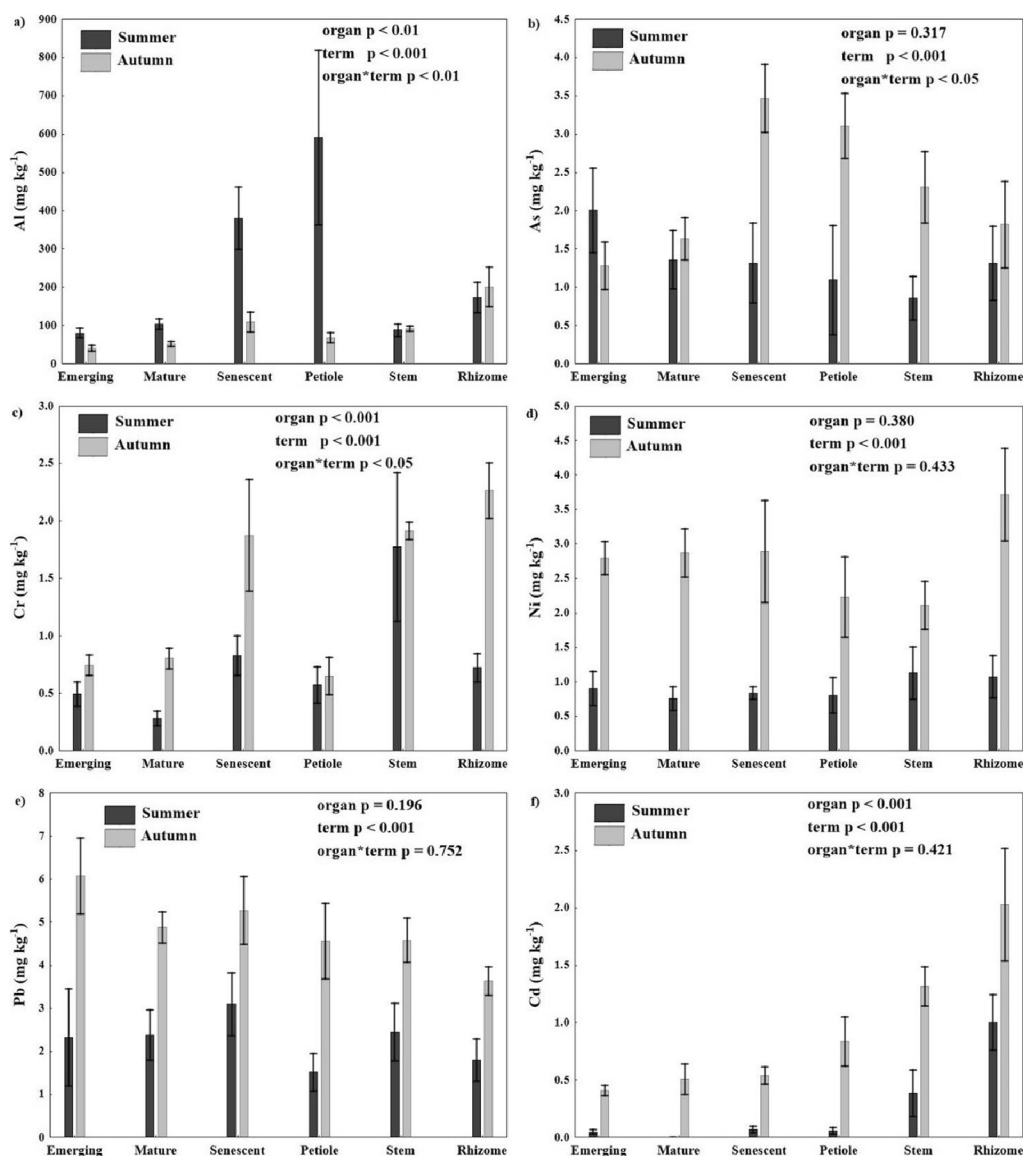 a)
Summer
Autumn
organ p < 0.01
term p < 0.001
organ*term p < 0.01
Al (mg kg⁻¹)
900
800
700
600
500
400
300
200
100
0
Emerging Mature Senescent Petiole Stem Rhizome
b)
Summer
Autumn
organ p = 0.317
term p < 0.001
organ*term p < 0.05
As (mg kg⁻¹)
4.5
4.0
3.5
3.0
2.5
2.0
1.5
1.0
0.5
0.0
Emerging Mature Senescent Petiole Stem Rhizome
c)
Summer
Autumn
organ p < 0.001
term p < 0.001
organ*term p < 0.05
Cr (mg kg⁻¹)
3.0
2.5
2.0
1.5
1.0
0.5
0.0
Emerging Mature Senescent Petiole Stem Rhizome
d)
Summer
Autumn
organ p = 0.380
term p < 0.001
organ*term p = 0.433
Ni (mg kg⁻¹)
5.0
4.5
4.0
3.5
3.0
2.5
2.0
1.5
1.0
0.5
0.0
Emerging Mature Senescent Petiole Stem Rhizome
e)
Summer
Autumn
organ p = 0.196
term p < 0.001
organ*term p = 0.752
Pb (mg kg⁻¹)
8
7
6
5
4
3
2
1
0
Emerging Mature Senescent Petiole Stem Rhizome
f)
Summer
Autumn
organ p < 0.001
term p < 0.001
organ*term p = 0.421
Cd (mg kg⁻¹)
3.0
2.5
2.0
1.5
1.0
0.5
0.0
Emerging Mature Senescent Petiole Stem Rhizome